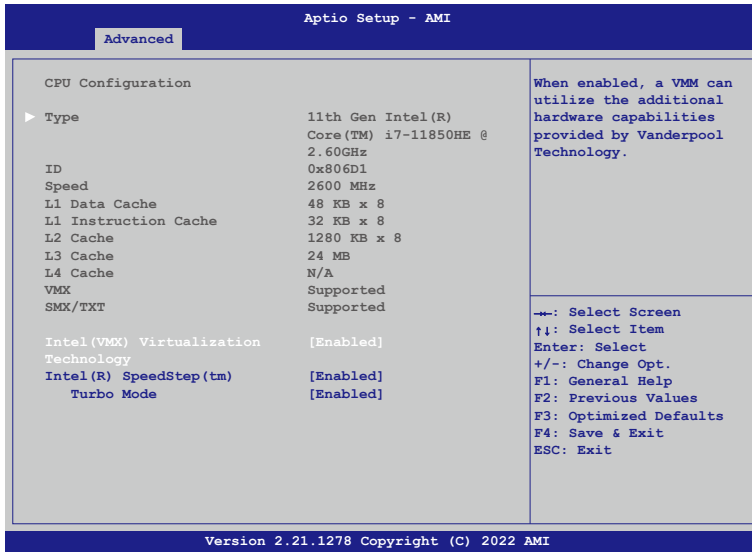 Aptio Setup - AMI
Advanced
CPU Configuration
Type 11th Gen Intel(R)
Core(TM) i7-11850HE @
2.60GHz
ID 0x806D1
Speed 2600 MHz
L1 Data Cache 48 KB x 8
L1 Instruction Cache 32 KB x 8
L2 Cache 1280 KB x 8
L3 Cache 24 MB
L4 Cache N/A
VMX Supported
SMX/TXT Supported
Intel(VMX) Virtualization [Enabled]
Technology
Intel(R) SpeedStep(tm) [Enabled]
Turbo Mode [Enabled]
When enabled, a VMM can
utilize the additional
hardware capabilities
provided by Vanderpool
Technology.
→←: Select Screen
↑↓: Select Item
Enter: Select
+/-: Change Opt.
F1: General Help
F2: Previous Values
F3: Optimized Defaults
F4: Save & Exit
ESC: Exit
Version 2.21.1278 Copyright (C) 2022 AMI